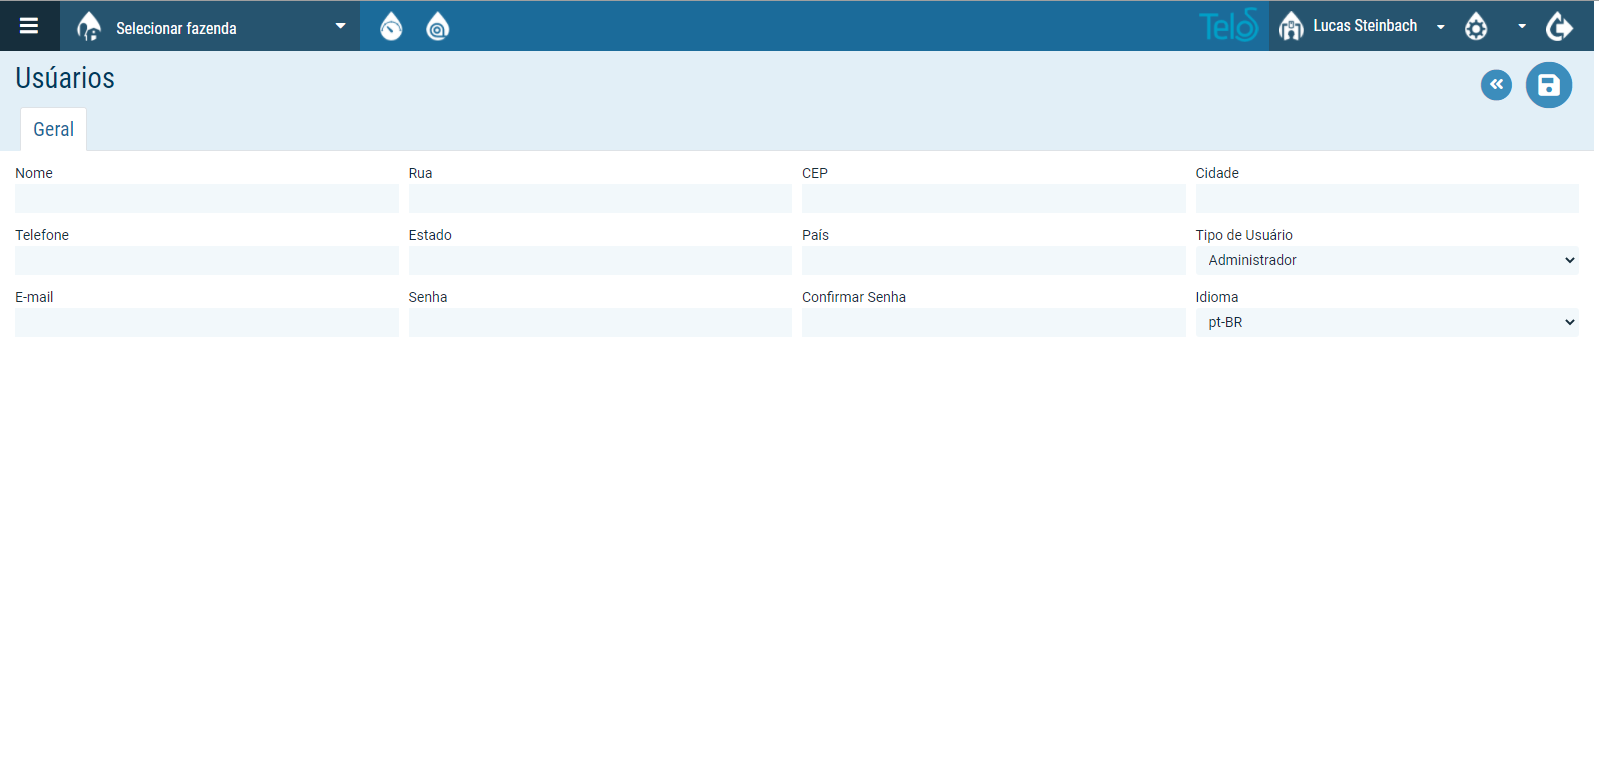 Selecionar fazenda
Telos
Lucas Steinbach
Usúarios
Geral
Nome
Rua
CEP
Cidade
Telefone
Estado
País
Tipo de Usuário
Administrador
E-mail
Senha
Confirmar Senha
Idioma
pt-BR